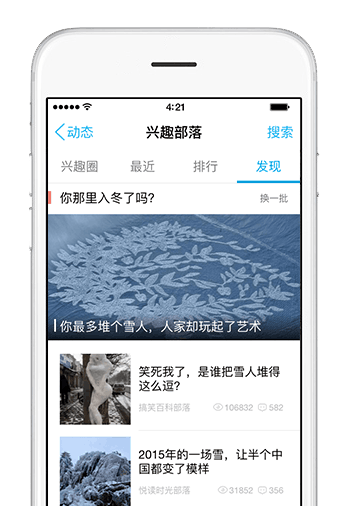 4:21
动态 兴趣部落 搜索
兴趣圈 最近 排行 发现
你那里入冬了吗? 换一批
你最多堆个雪人，人家却玩起了艺术
笑死我了，是谁把雪人堆得
这么逗?
搞笑百科部落 106832 582
2015年的一场雪，让半个中
国都变了模样
悦读时光部落 31852 356